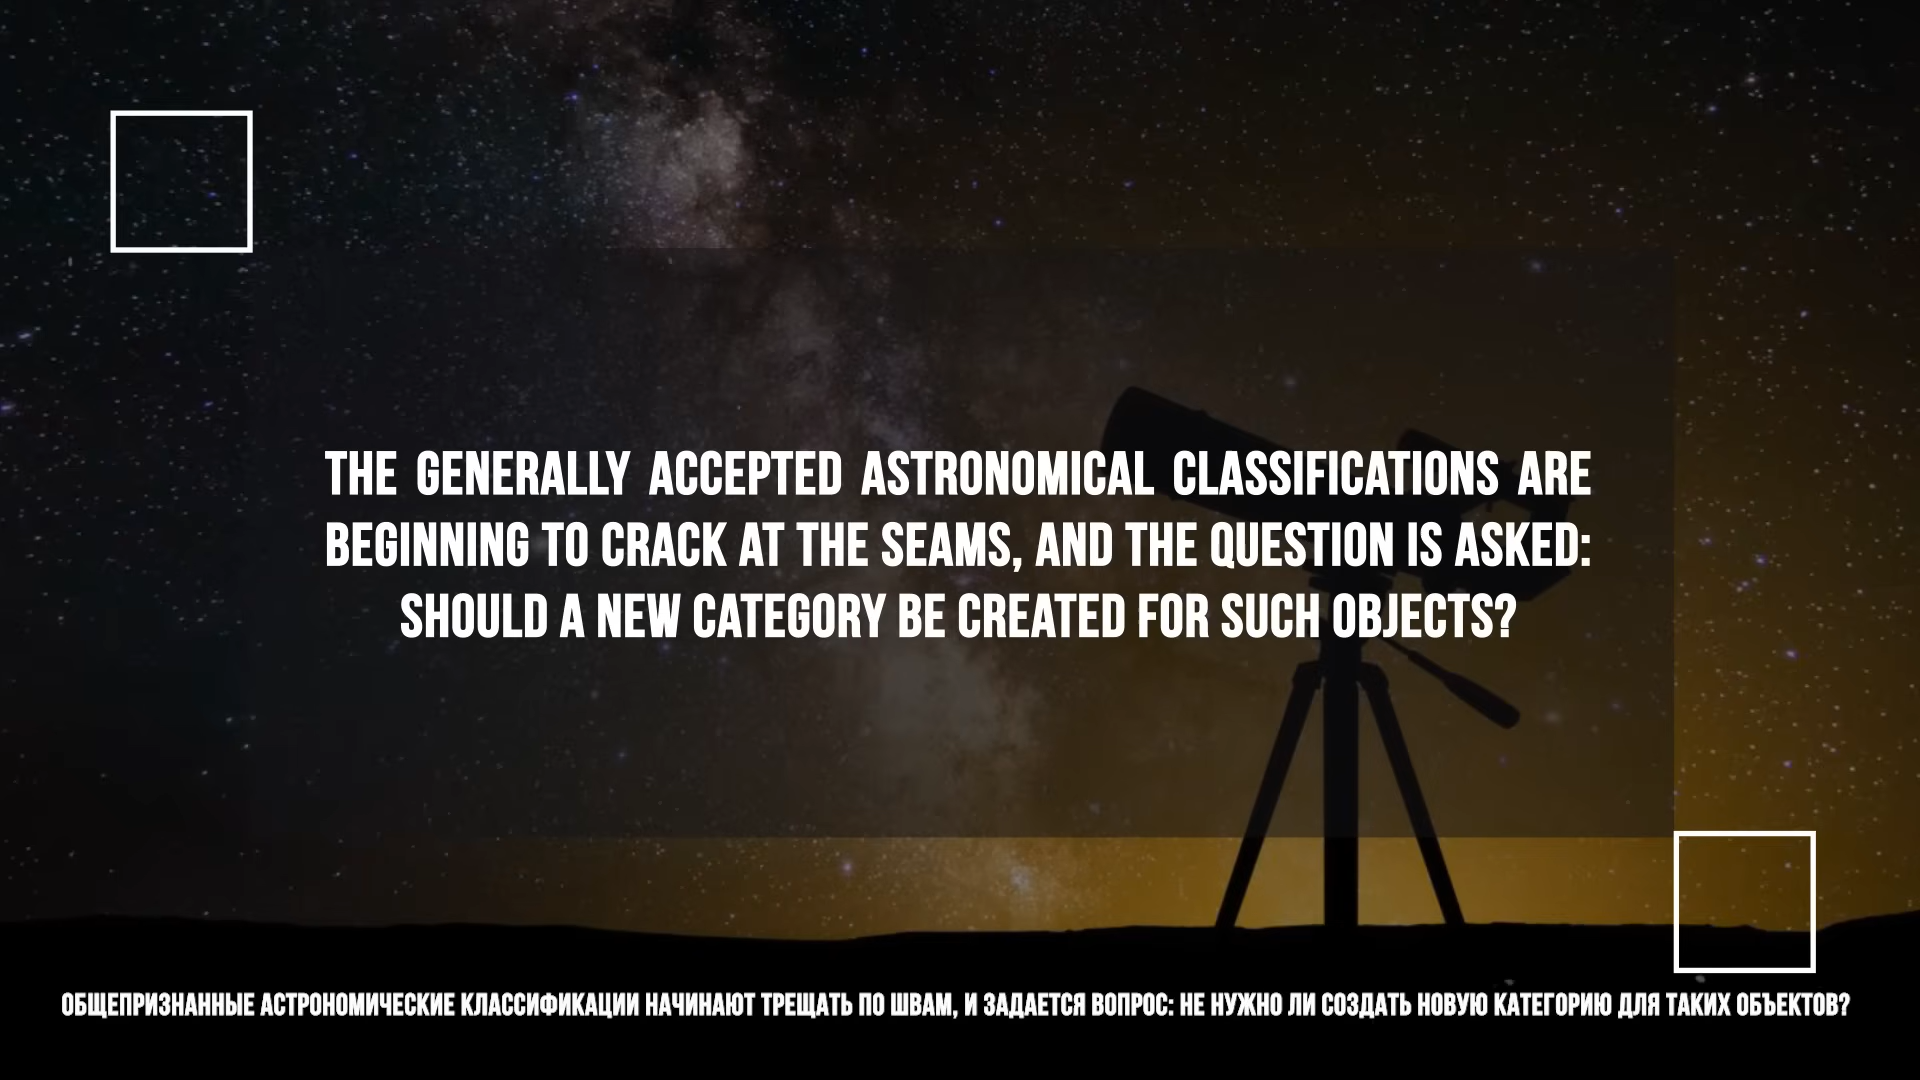 THE GENERALLY ACCEPTED ASTRONOMICAL CLASSIFICATIONS ARE
BEGINNING TO CRACK AT THE SEAMS, AND THE QUESTION IS ASKED:
SHOULD A NEW CATEGORY BE CREATED FOR SUCH OBJECTS?
ОБЩЕПРИЗНАННЫЕ АСТРОНОМИЧЕСКИЕ КЛАССИФИКАЦИИ НАЧИНАЮТ ТРЕЩАТЬ ПО ШВАМ, И ЗАДАЕТСЯ ВОПРОС: НЕ НУЖНО ЛИ СОЗДАТЬ НОВУЮ КАТЕГОРИЮ ДЛЯ ТАКИХ ОБЪЕКТОВ?